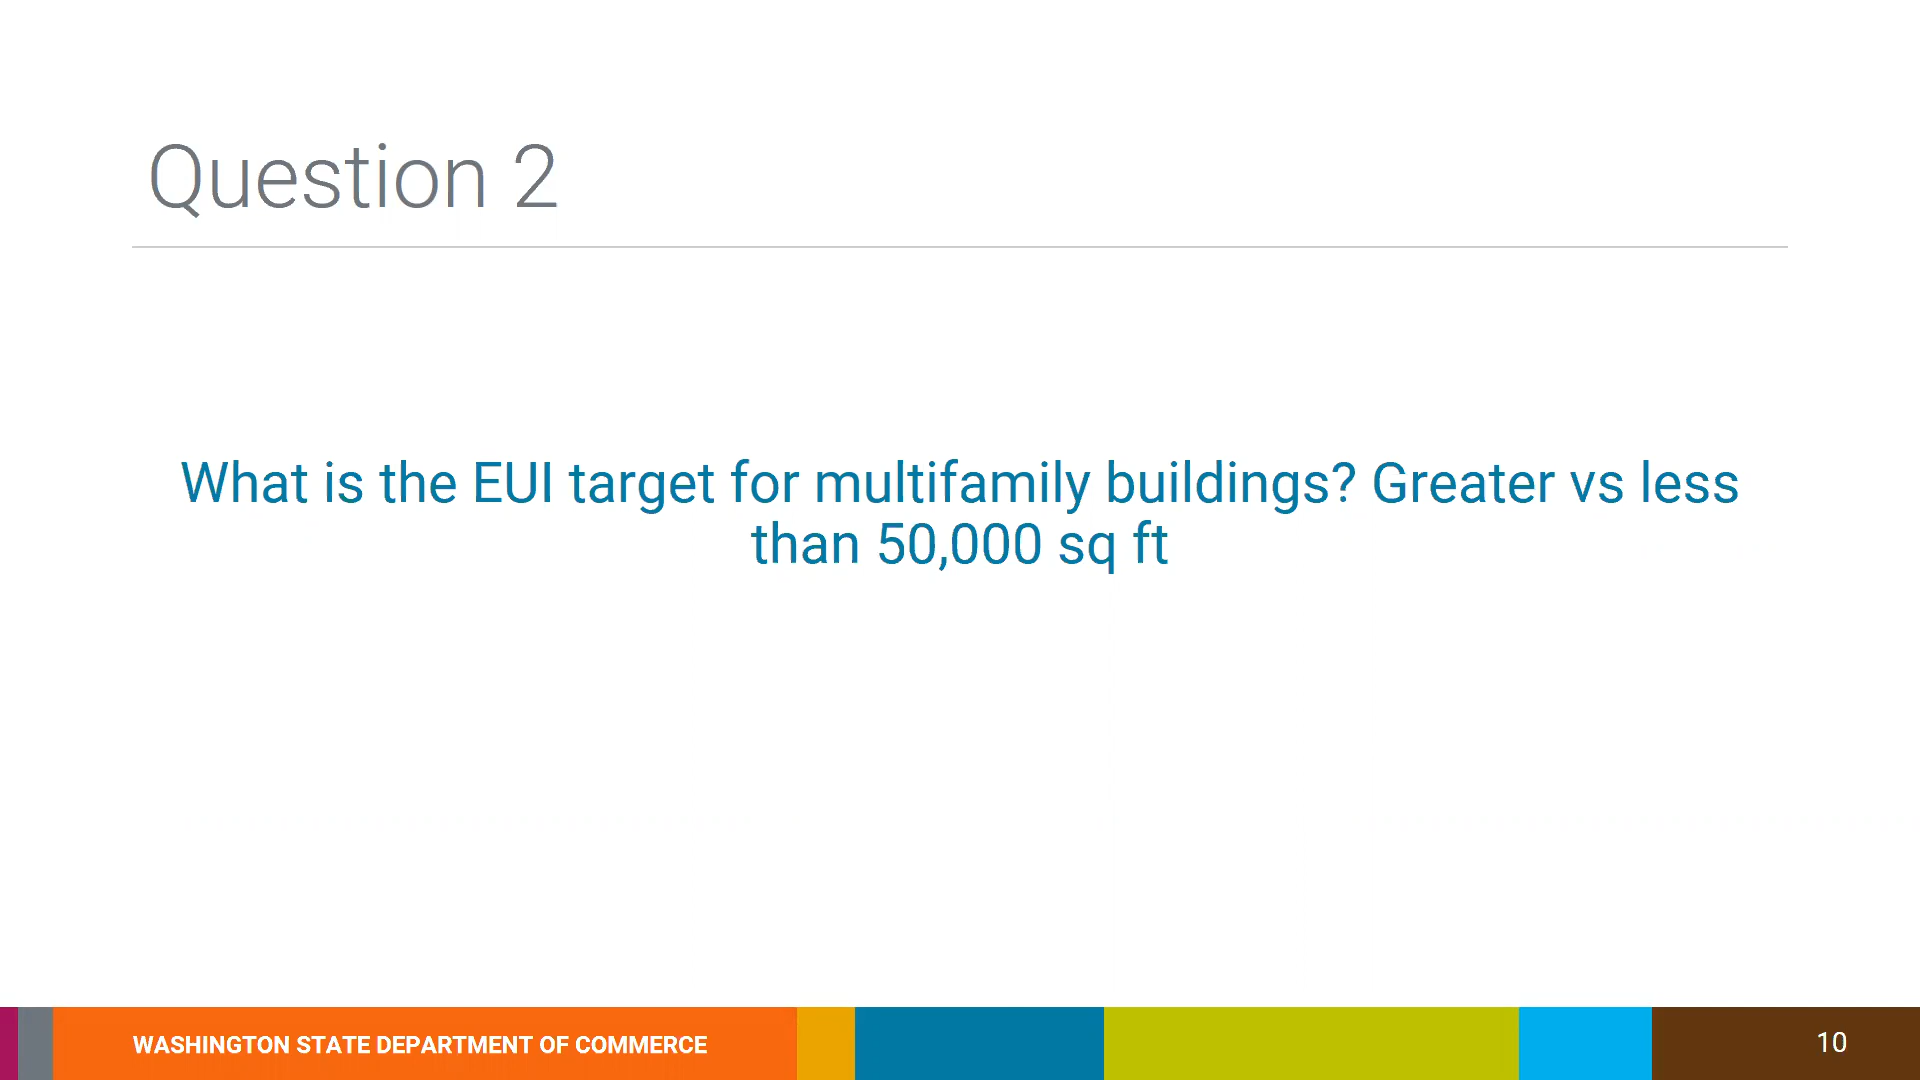 Question 2
What is the EUI target for multifamily buildings? Greater vs less
than 50,000 sq ft
WASHINGTON STATE DEPARTMENT OF COMMERCE
10